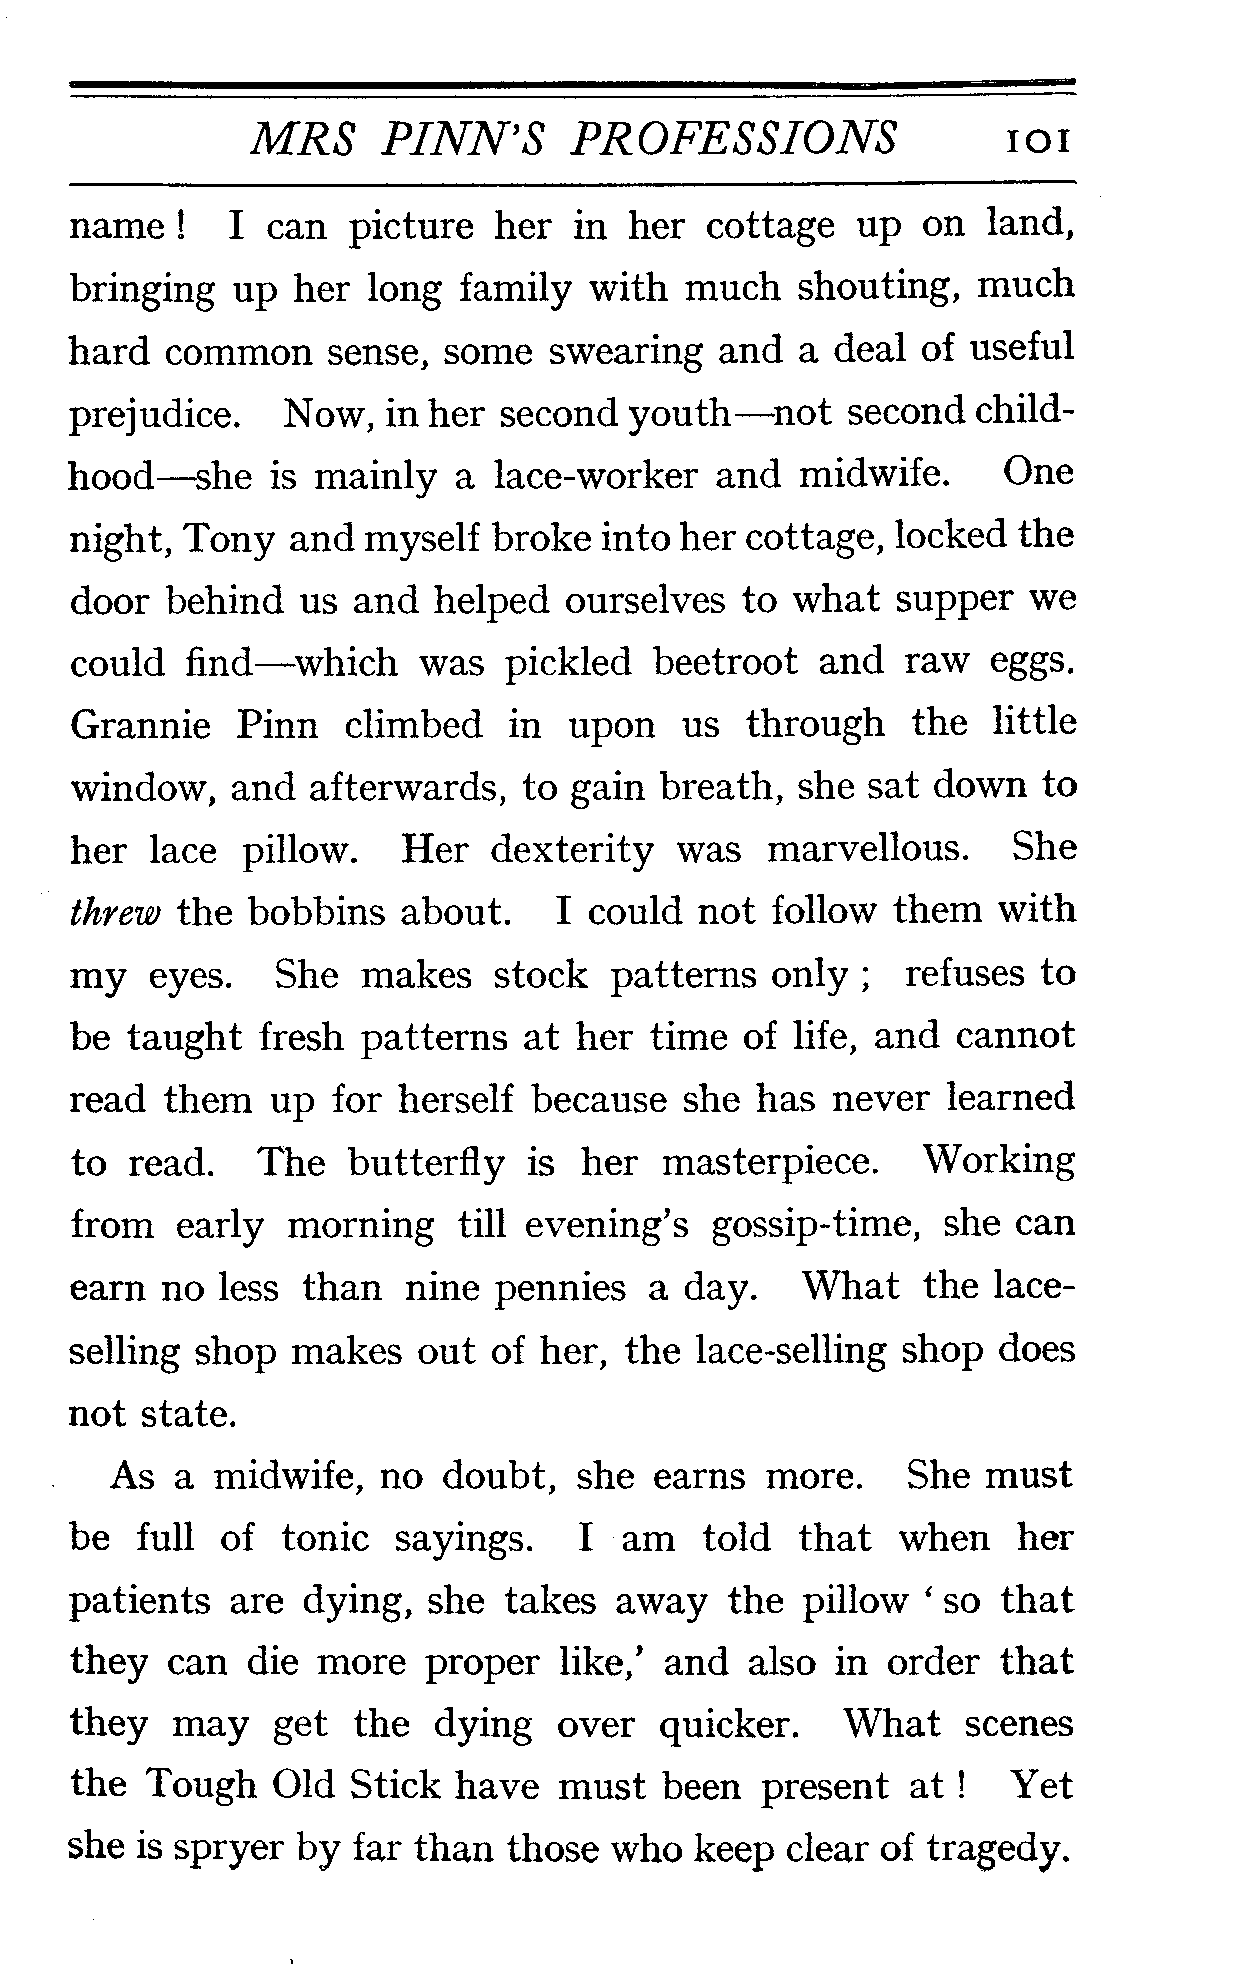 MRS PINN'S PROFESSIONS 101
name ! I can picture her in her cottage up on land,
bringing up her long family with much shouting, much
hard common sense, some swearing and a deal of useful
prejudice. Now, in her second youth—not second child-
hood—she is mainly a lace-worker and midwife. One
night, Tony and myself broke into her cottage, locked the
door behind us and helped ourselves to what supper we
could find—which was pickled beetroot and raw eggs.
Grannie Pinn climbed in upon us through the little
window, and afterwards, to gain breath, she sat down to
her lace pillow. Her dexterity was marvellous. She
threw the bobbins about. I could not follow them with
my eyes. She makes stock patterns only ; refuses to
be taught fresh patterns at her time of life, and cannot
read them up for herself because she has never learned
to read. The butterfly is her masterpiece. Working
from early morning till evening's gossip-time, she can
earn no less than nine pennies a day. What the lace-
selling shop makes out of her, the lace-selling shop does
not state.
As a midwife, no doubt, she earns more. She must
be full of tonic sayings. I am told that when her
patients are dying, she takes away the pillow ‘ so that
they can die more proper like,’ and also in order that
they may get the dying over quicker. What scenes
the Tough Old Stick have must been present at ! Yet
she is spryer by far than those who keep clear of tragedy.